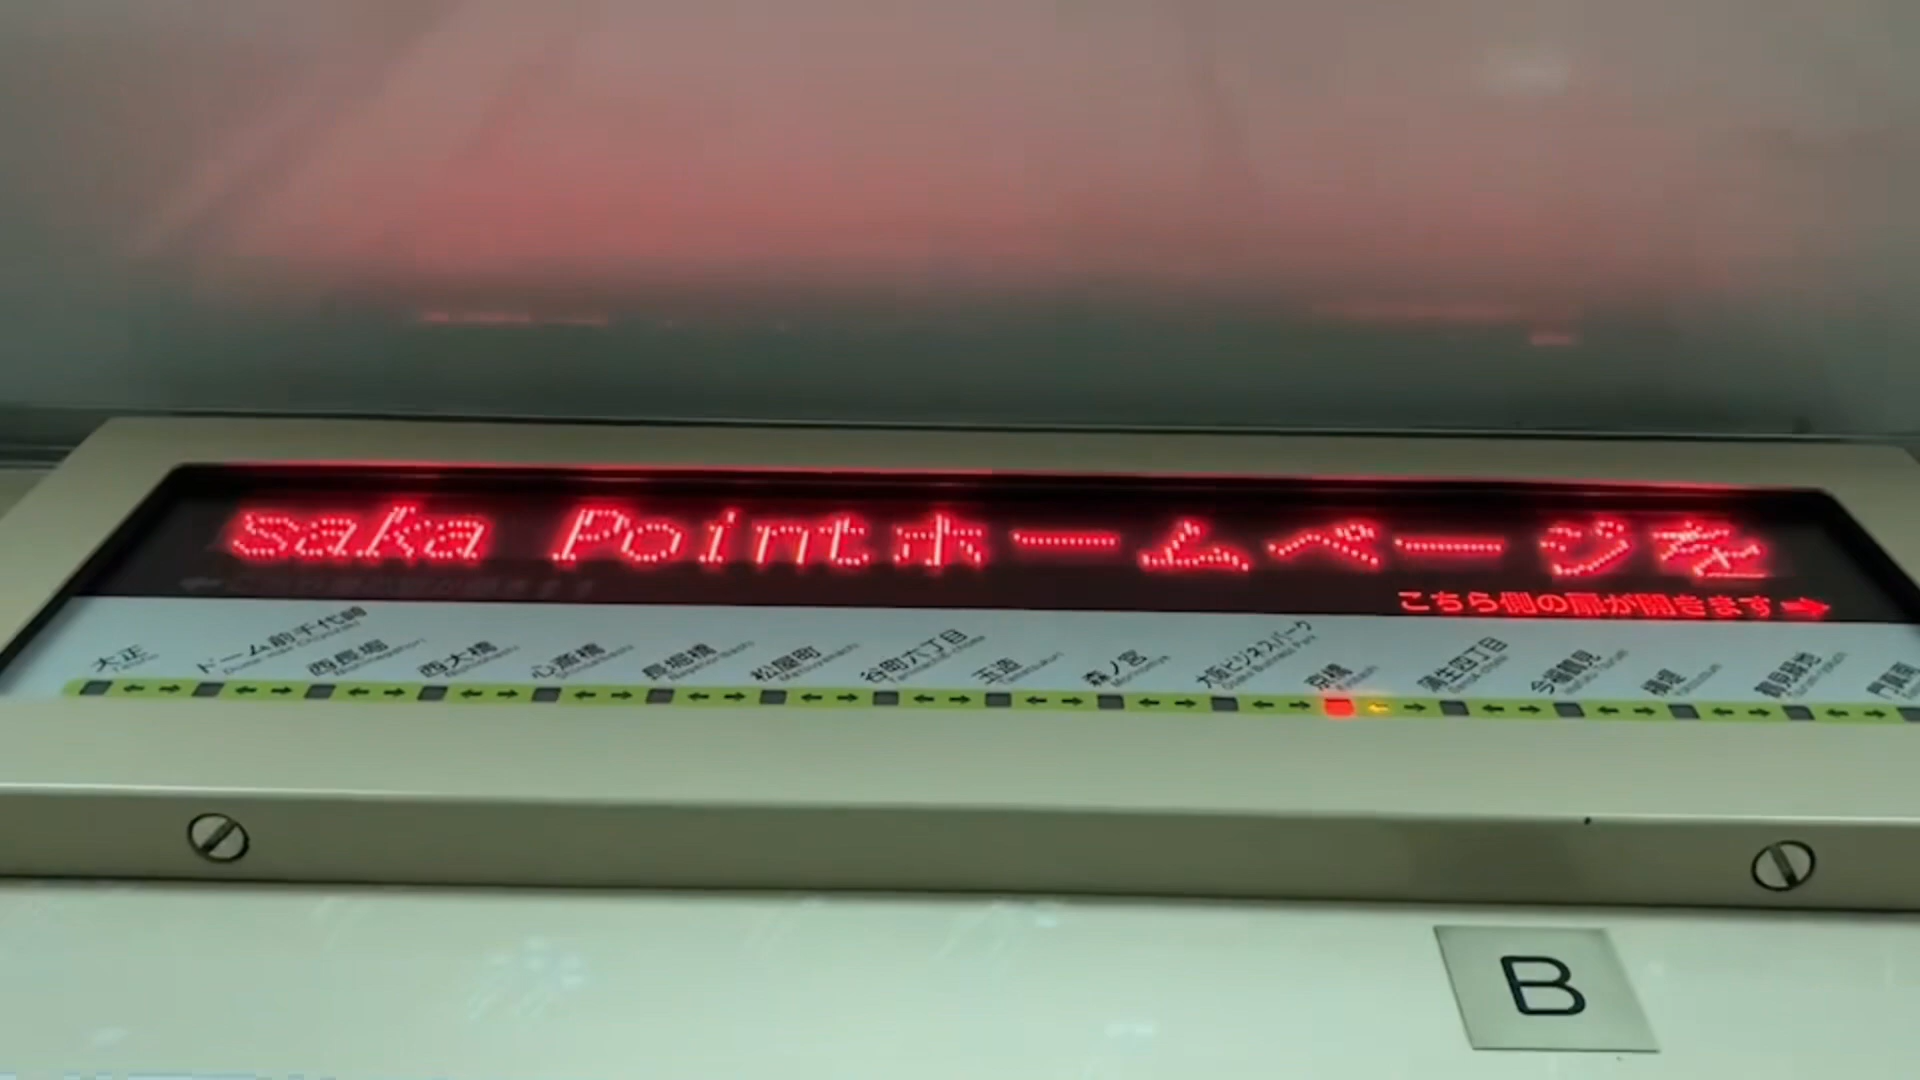 saka Pointホームページを
こちら側の扉が開きます➡
大正
ドーム前千代崎
西長堀
西大橋
心斎橋
長堀橋
松屋町
谷町六丁目
玉造
森ノ宮
大阪ビジネスパーク
Osaka Business Park
京橋
蒲生四丁目
今福鶴見
横堤
鶴見緑地
門真南
B